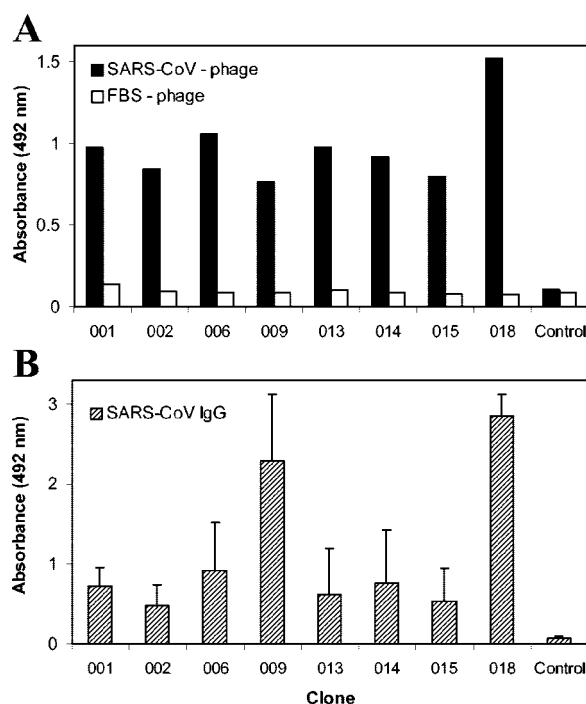 A
Absorbance (492 nm)
1.5
1
0.5
0
SARS-CoV - phage
FBS - phage
001 002 006 009 013 014 015 018 Control
B
Absorbance (492 nm)
3
2
1
0
SARS-CoV IgG
001 002 006 009 013 014 015 018 Control
Clone